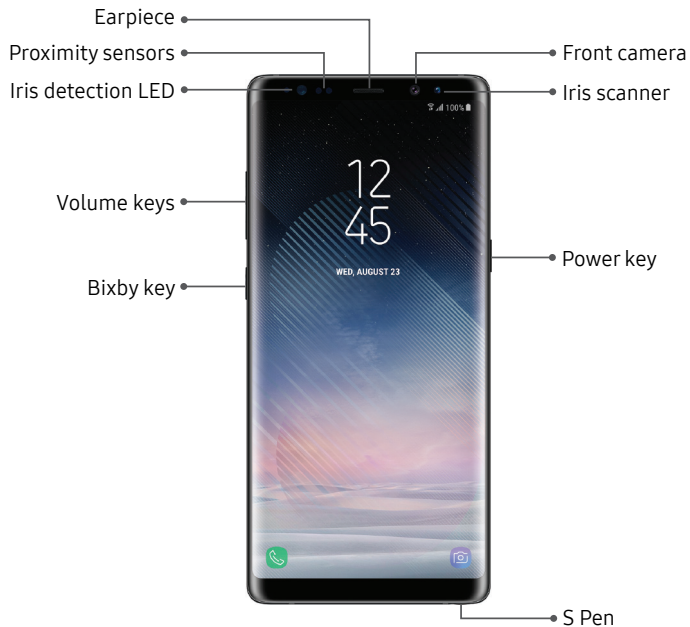 Earpiece
Proximity sensors
Front camera
Iris detection LED
Iris scanner
100%
12
45
Volume keys
WED, AUGUST 23
Power key
Bixby key
S Pen